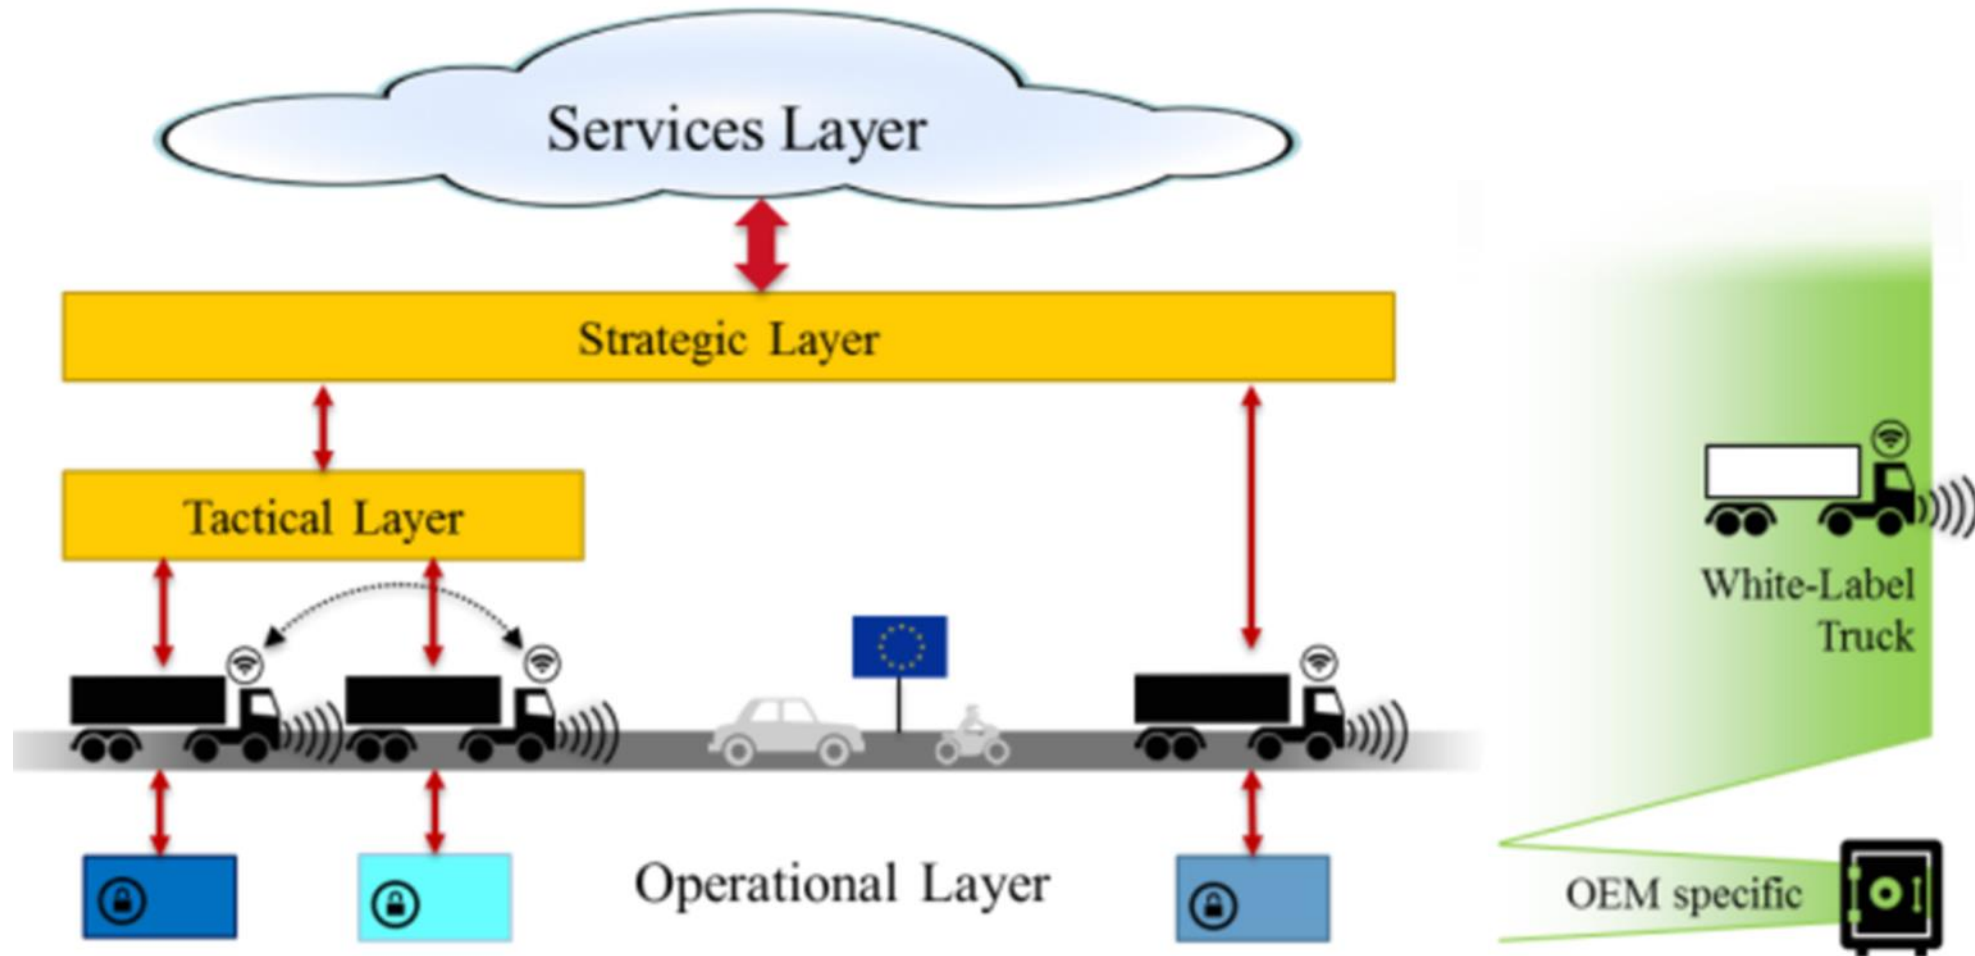 Services Layer
Strategic Layer
Tactical Layer
White-Label
Truck
Operational Layer
OEM specific